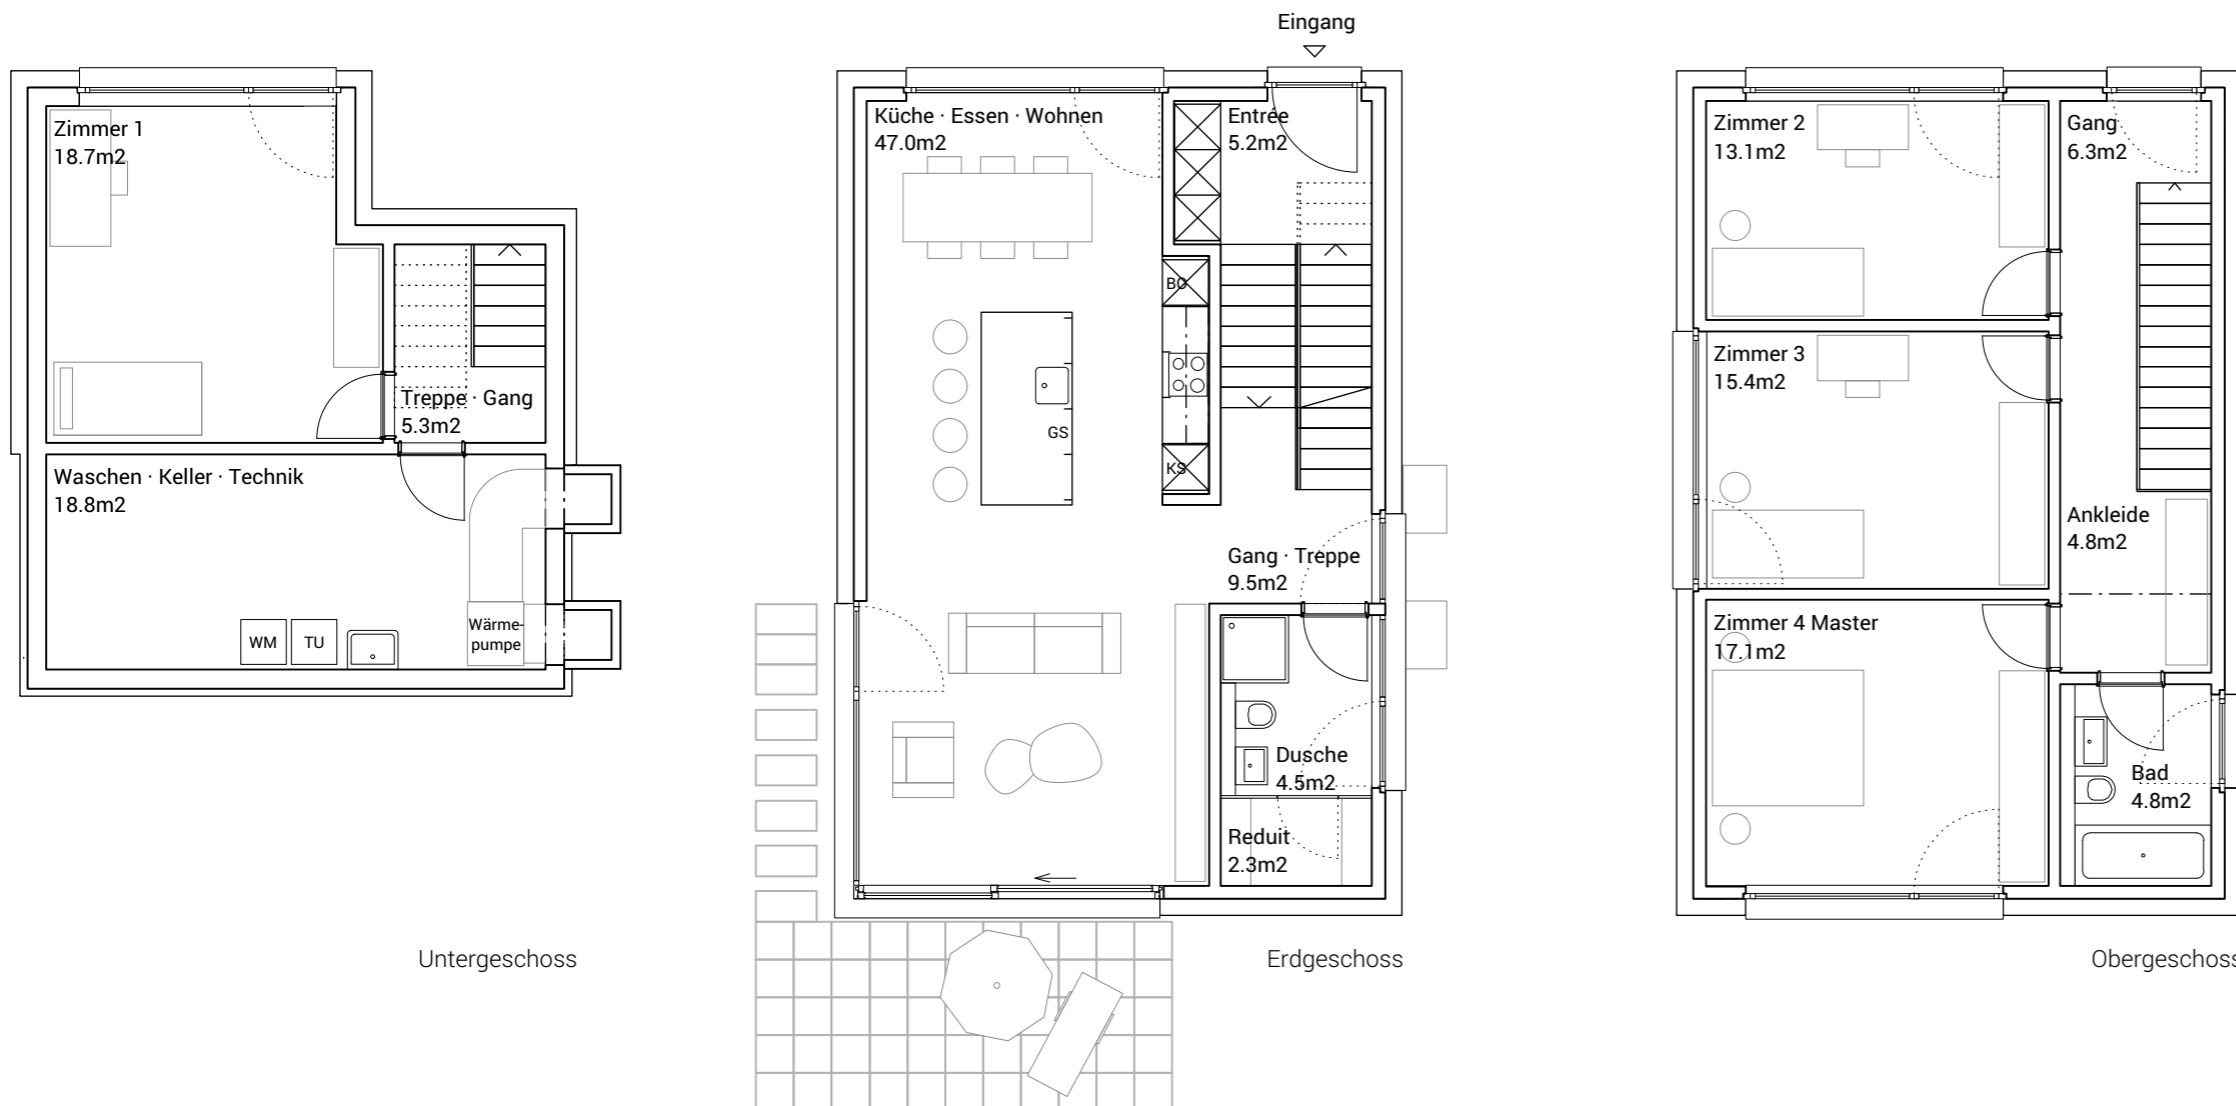 Eingang
Zimmer 1
18.7m2
Treppe · Gang
5.3m2
Waschen · Keller · Technik
18.8m2
WM
TU
Wärme-
pumpe
Untergeschoss
Küche · Essen · Wohnen
47.0m2
Entrée
5.2m2
BO
GS
KS
Gang · Treppe
9.5m2
Dusche
4.5m2
Reduit
2.3m2
Erdgeschoss
Zimmer 2
13.1m2
Gang
6.3m2
Zimmer 3
15.4m2
Ankleide
4.8m2
Zimmer 4 Master
17.1m2
Bad
4.8m2
Obergeschoss